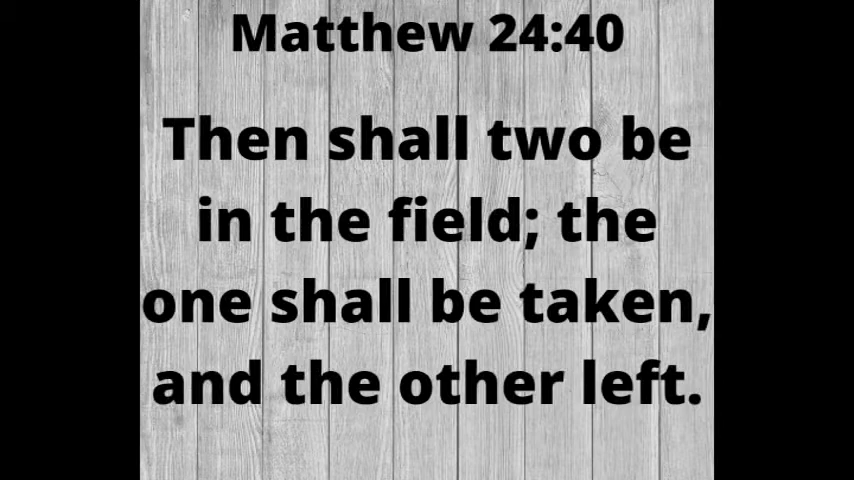 Matthew 24:40
Then shall two be
in the field; the
one shall be taken,
and the other left.